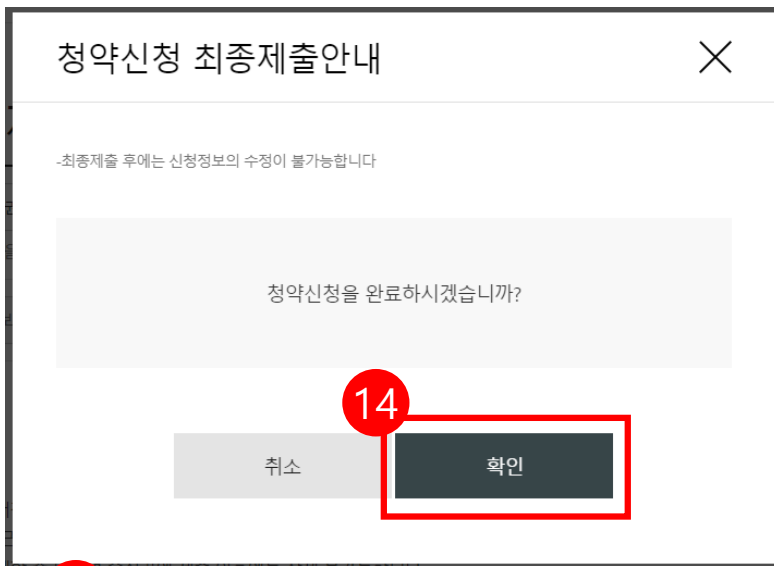 청약신청 최종제출안내
-최종제출 후에는 신청정보의 수정이 불가능합니다
청약신청을 완료하시겠습니까?
14
취소
확인